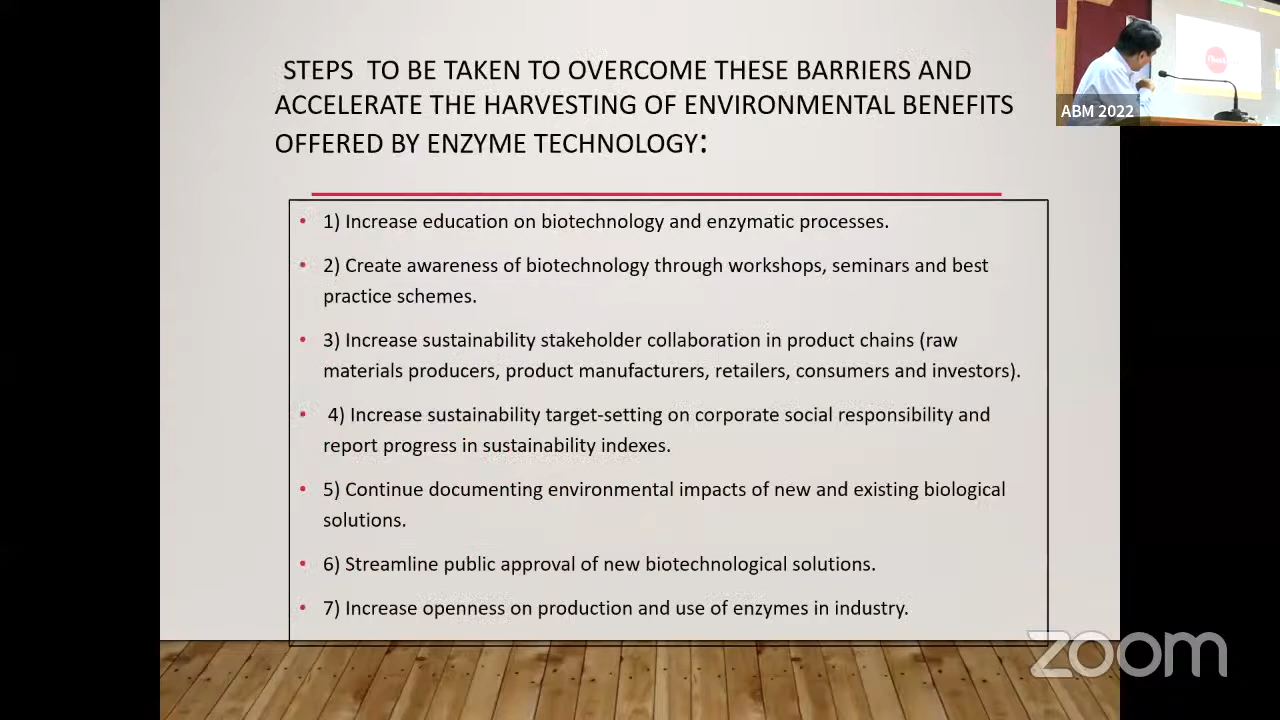 STEPS TO BE TAKEN TO OVERCOME THESE BARRIERS AND
ACCELERATE THE HARVESTING OF ENVIRONMENTAL BENEFITS
OFFERED BY ENZYME TECHNOLOGY:
ABM 2022
• 1) Increase education on biotechnology and enzymatic processes.
• 2) Create awareness of biotechnology through workshops, seminars and best
practice schemes.
• 3) Increase sustainability stakeholder collaboration in product chains (raw
materials producers, product manufacturers, retailers, consumers and investors).
• 4) Increase sustainability target-setting on corporate social responsibility and
report progress in sustainability indexes.
• 5) Continue documenting environmental impacts of new and existing biological
solutions.
• 6) Streamline public approval of new biotechnological solutions.
• 7) Increase openness on production and use of enzymes in industry.
zoom